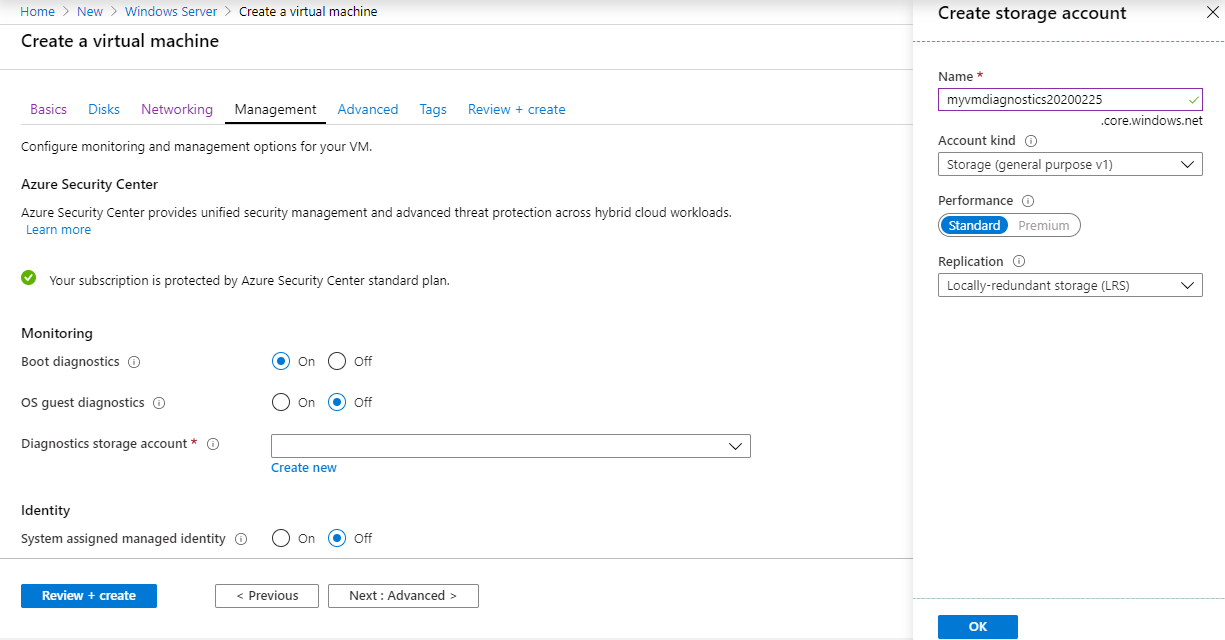 Home > New > Windows Server > Create a virtual machine
Create a virtual machine
Basics Disks Networking Management Advanced Tags Review + create
Configure monitoring and management options for your VM.
Azure Security Center
Azure Security Center provides unified security management and advanced threat protection across hybrid cloud workloads.
Learn more
Your subscription is protected by Azure Security Center standard plan.
Monitoring
Boot diagnostics On Off
OS guest diagnostics On Off
Diagnostics storage account *
Create new
Identity
System assigned managed identity On Off
Review + create < Previous Next : Advanced >
Create storage account
Name *
myvmdiagnostics20200225
.core.windows.net
Account kind
Storage (general purpose v1)
Performance
Standard Premium
Replication
Locally-redundant storage (LRS)
OK